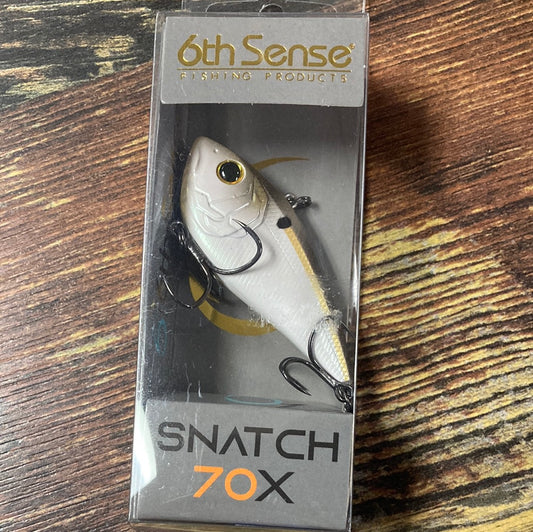 6th Sense®
FISHING PRODUCTS
SNATCH
70X